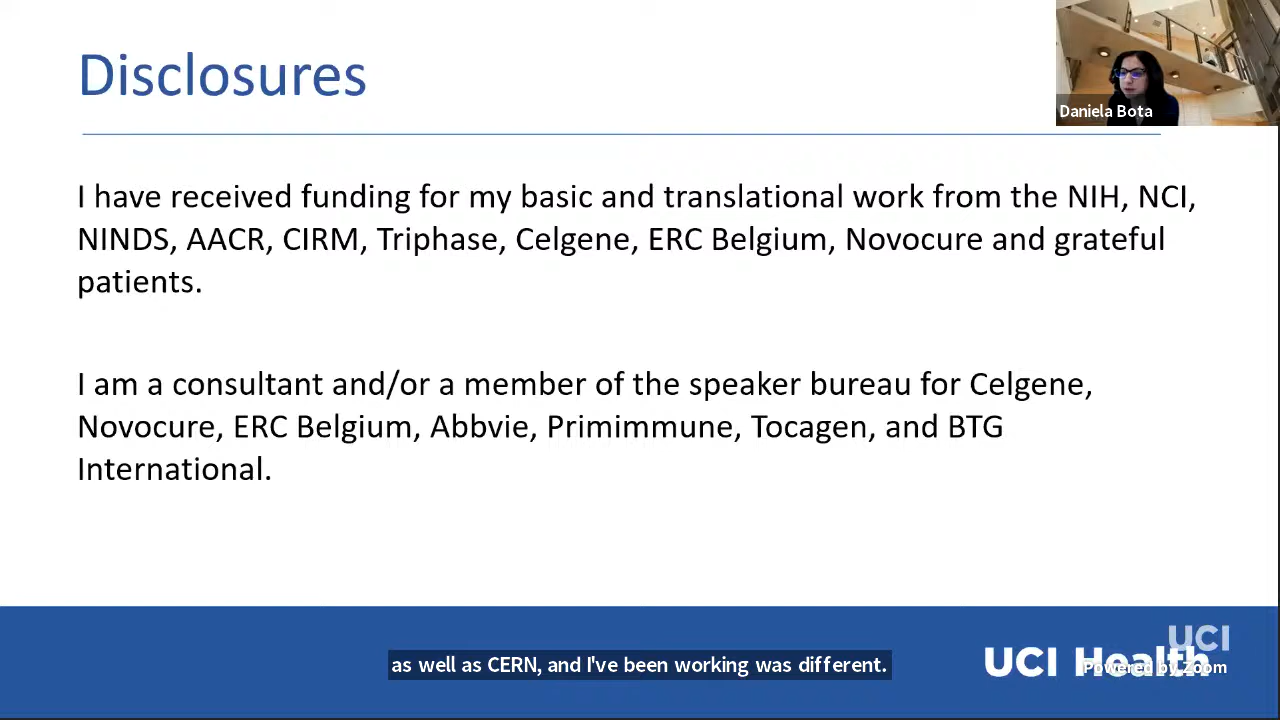 Disclosures
Daniela Bota
I have received funding for my basic and translational work from the NIH, NCI,
NINDS, AACR, CIRM, Triphase, Celgene, ERC Belgium, Novocure and grateful
patients.
I am a consultant and/or a member of the speaker bureau for Celgene,
Novocure, ERC Belgium, Abbvie, Primimmune, Tocagen, and BTG
International.
as well as CERN, and I've been working was different.
UCI
UCI Health
Powered by Zoom